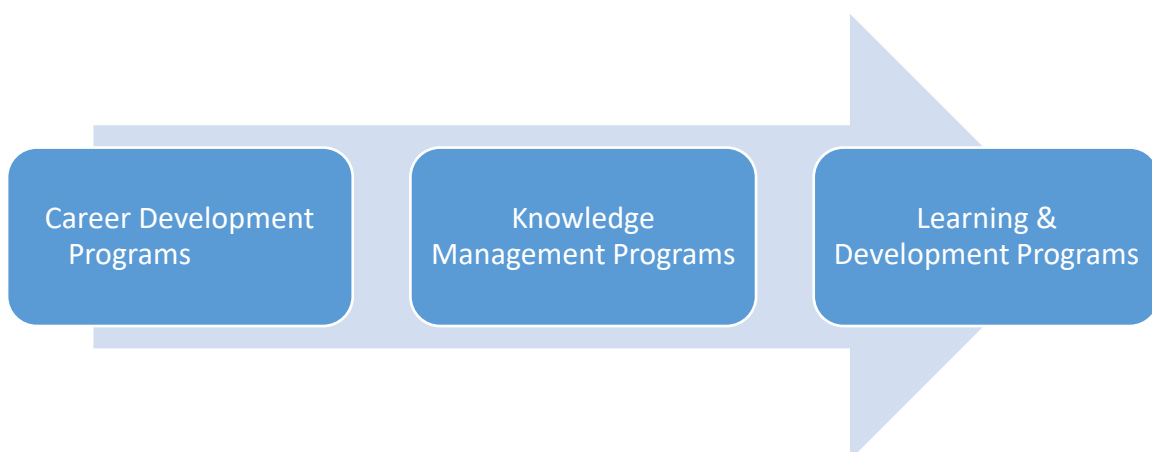 Career Development
Programs
Knowledge
Management Programs
Learning &
Development Programs